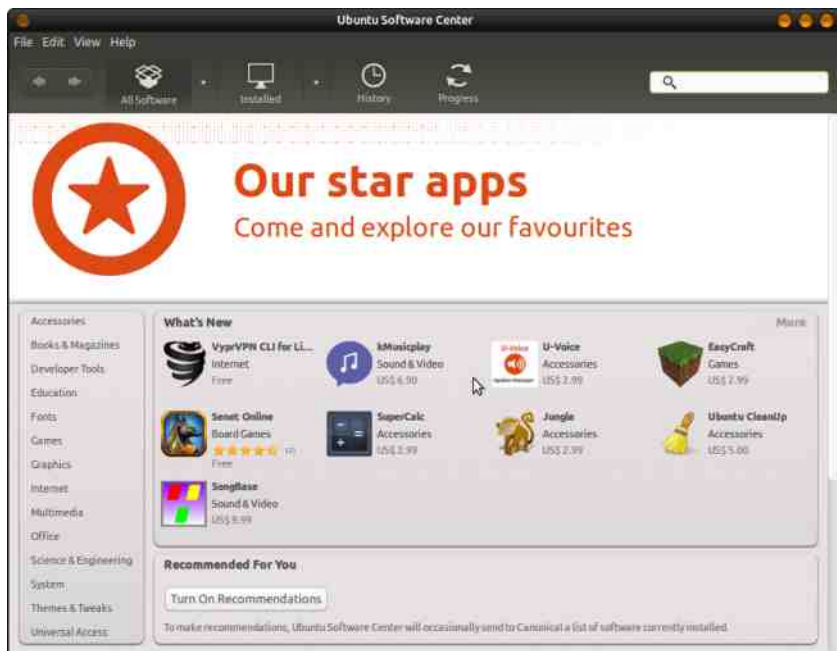 Ubuntu Software Center
File Edit View Help
All Software
Installed
History
Progress
Our star apps
Come and explore our favourites
Accessories
Books & Magazines
Developer Tools
Education
Fonts
Games
Graphics
Internet
Multimedia
Office
Science & Engineering
System
Themes & Tweaks
Universal Access
What's New
More
VyprVPN CLI for Li...
Internet
Free
kMusicplay
Sound & Video
US$ 6.90
U-Voice
Accessories
US$ 2.99
EasyCraft
Games
US$ 2.99
Senet Online
Board Games
Free
SuperCalc
Accessories
US$ 2.99
Jungle
Accessories
US$ 2.99
Ubuntu CleanUp
Accessories
US$ 5.00
SongBase
Sound & Video
US$ 9.99
Recommended For You
Turn On Recommendations
To make recommendations, Ubuntu Software Center will occasionally send to Canonical a list of software currently installed.